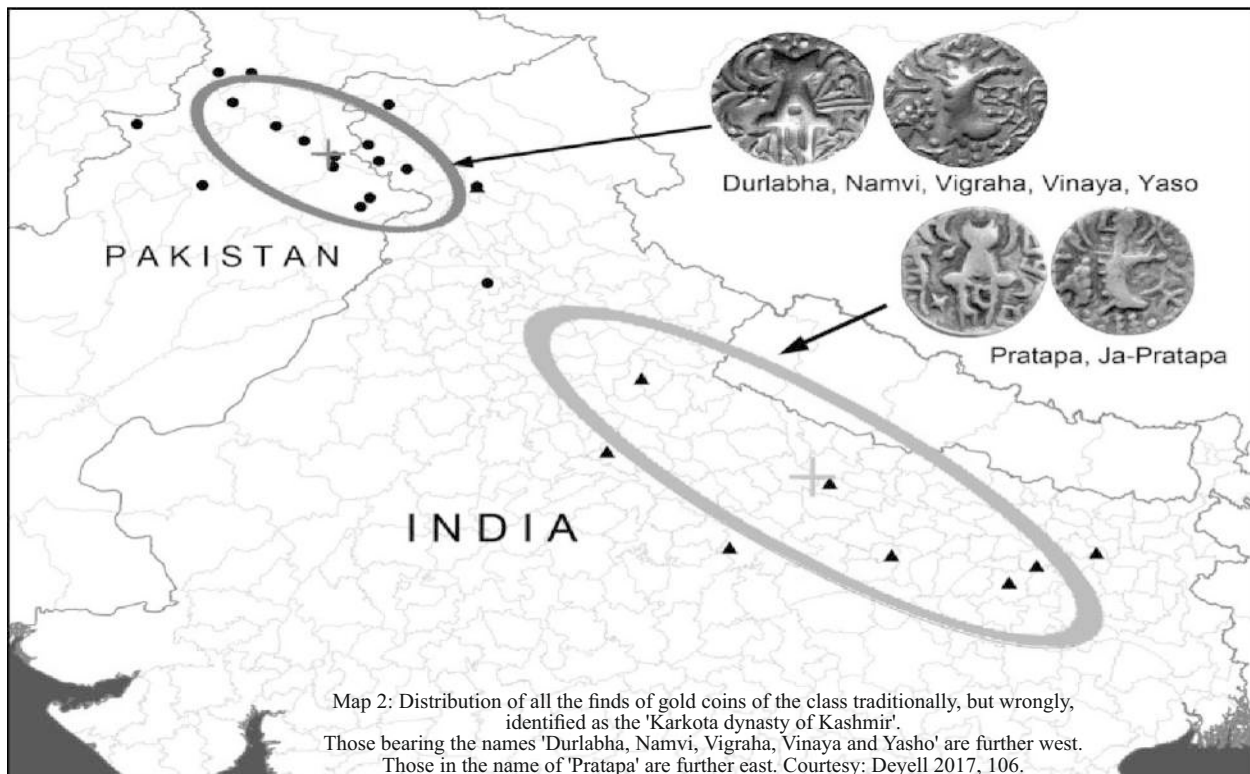 Durlabha, Namvi, Vigraha, Vinaya, Yaso
PAKISTAN
Pratapa, Ja-Pratapa
INDIA
Map 2: Distribution of all the finds of gold coins of the class traditionally, but wrongly,
identified as the 'Karkota dynasty of Kashmir'.
Those bearing the names 'Durlabha, Namvi, Vigraha, Vinaya and Yasho' are further west.
Those in the name of 'Pratapa' are further east. Courtesy: Deyell 2017, 106.